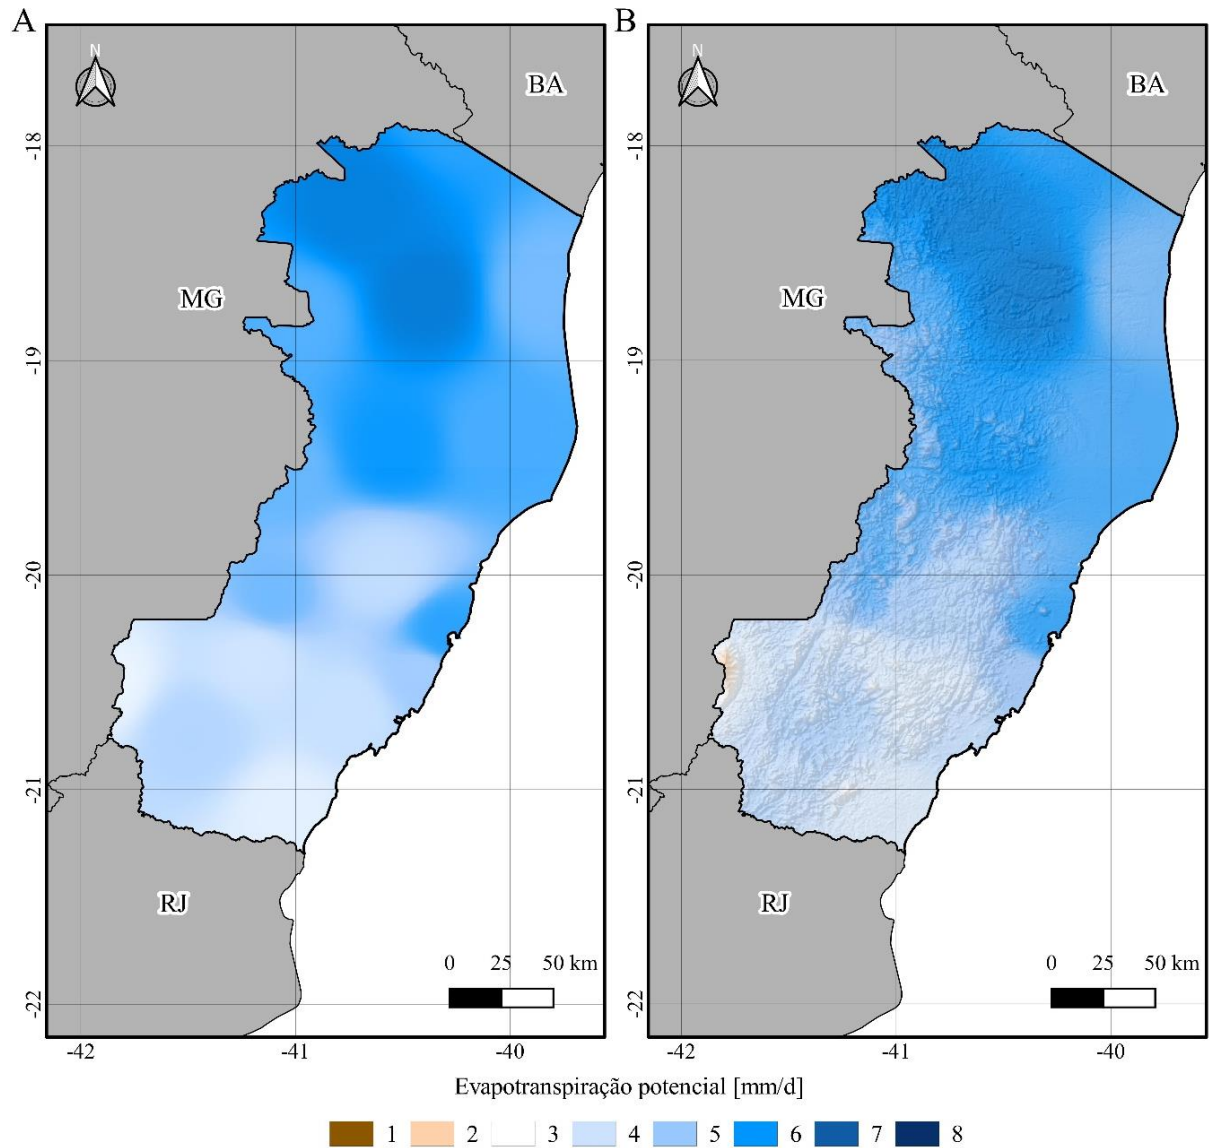 A B
N N
BA BA
-18 -18
MG MG
-19 -19
-20 -20
-21 -21
RJ RJ
0 25 50 km 0 25 50 km
-22 -22
-42 -41 -40 -42 -41 -40
Evapotranspiração potencial [mm/d]
1 2 3 4 5 6 7 8